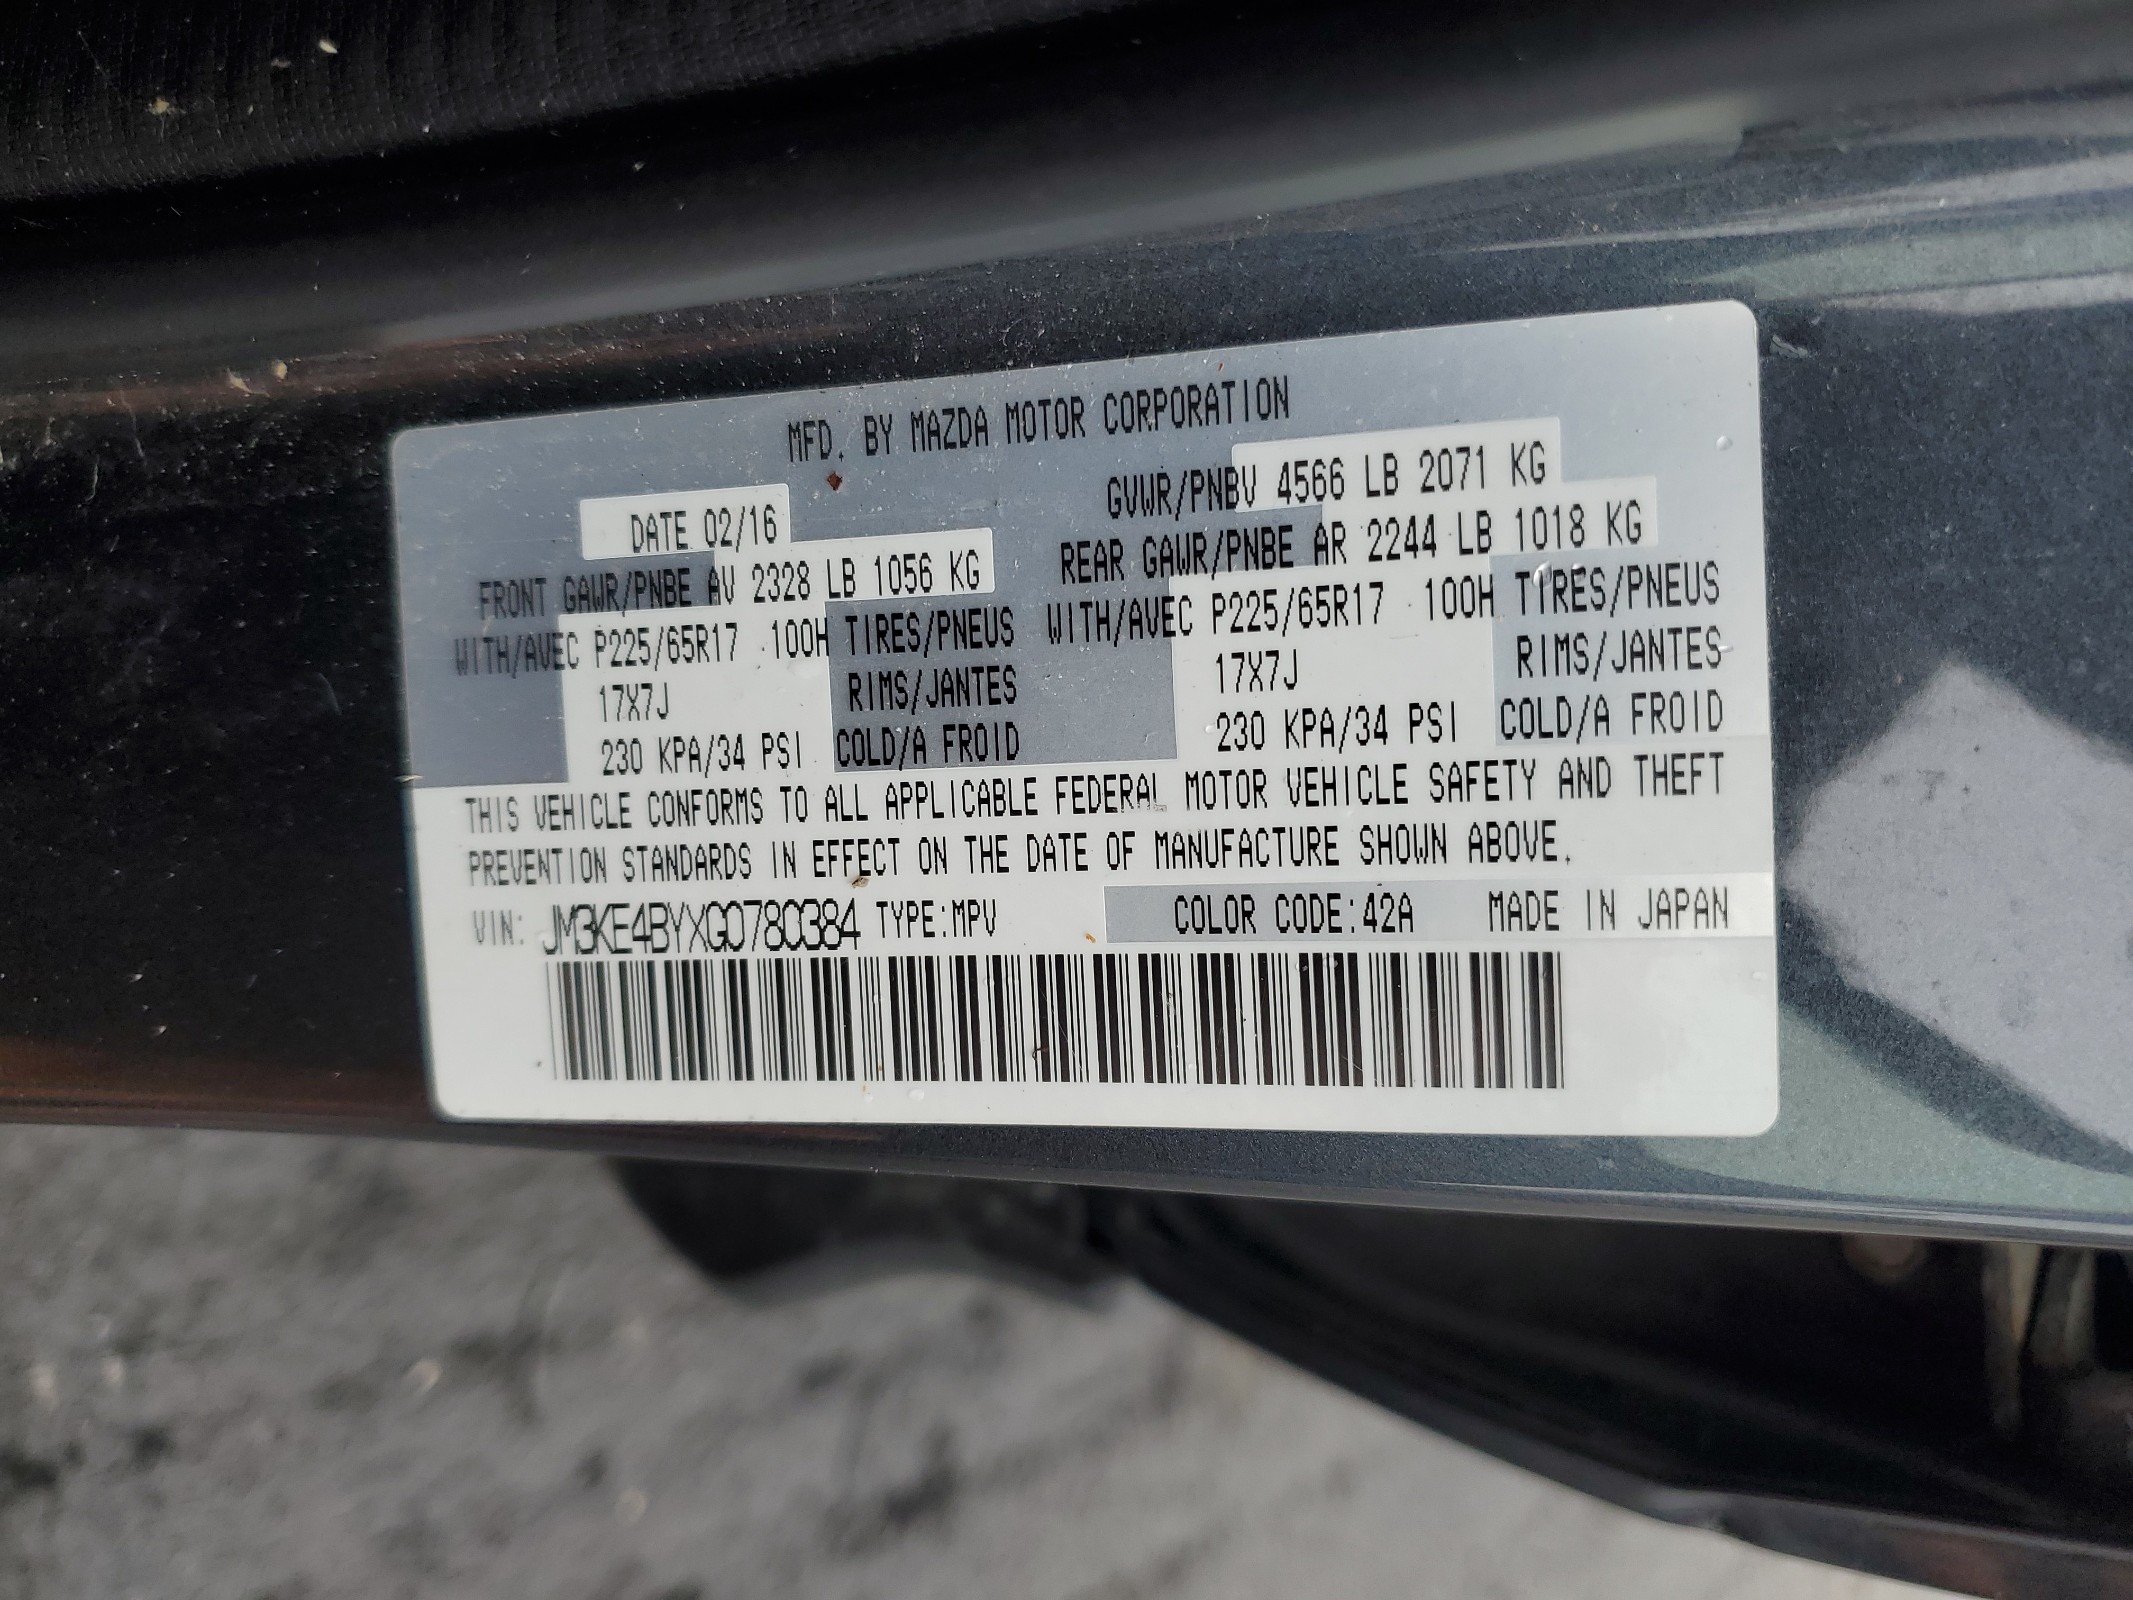 MFD. BY MAZDA MOTOR CORPORATION
DATE 02/16 GVWR/PNBV 4566 LB 2071 KG
FRONT GAWR/PNBE AV 2328 LB 1056 KG REAR GAWR/PNBE AR 2244 LB 1018 KG
WITH/AVEC P225/65R17 100H TIRES/PNEUS WITH/AVEC P225/65R17 100H TIRES/PNEUS
17X7J RIMS/JANTES 17X7J RIMS/JANTES
230 KPA/34 PSI COLD/A FROID 230 KPA/34 PSI COLD/A FROID
THIS VEHICLE CONFORMS TO ALL APPLICABLE FEDERAL MOTOR VEHICLE SAFETY AND THEFT
PREVENTION STANDARDS IN EFFECT ON THE DATE OF MANUFACTURE SHOWN ABOVE.
VIN: JM3KE4BYXG0780384 TYPE:MPV COLOR CODE:42A MADE IN JAPAN